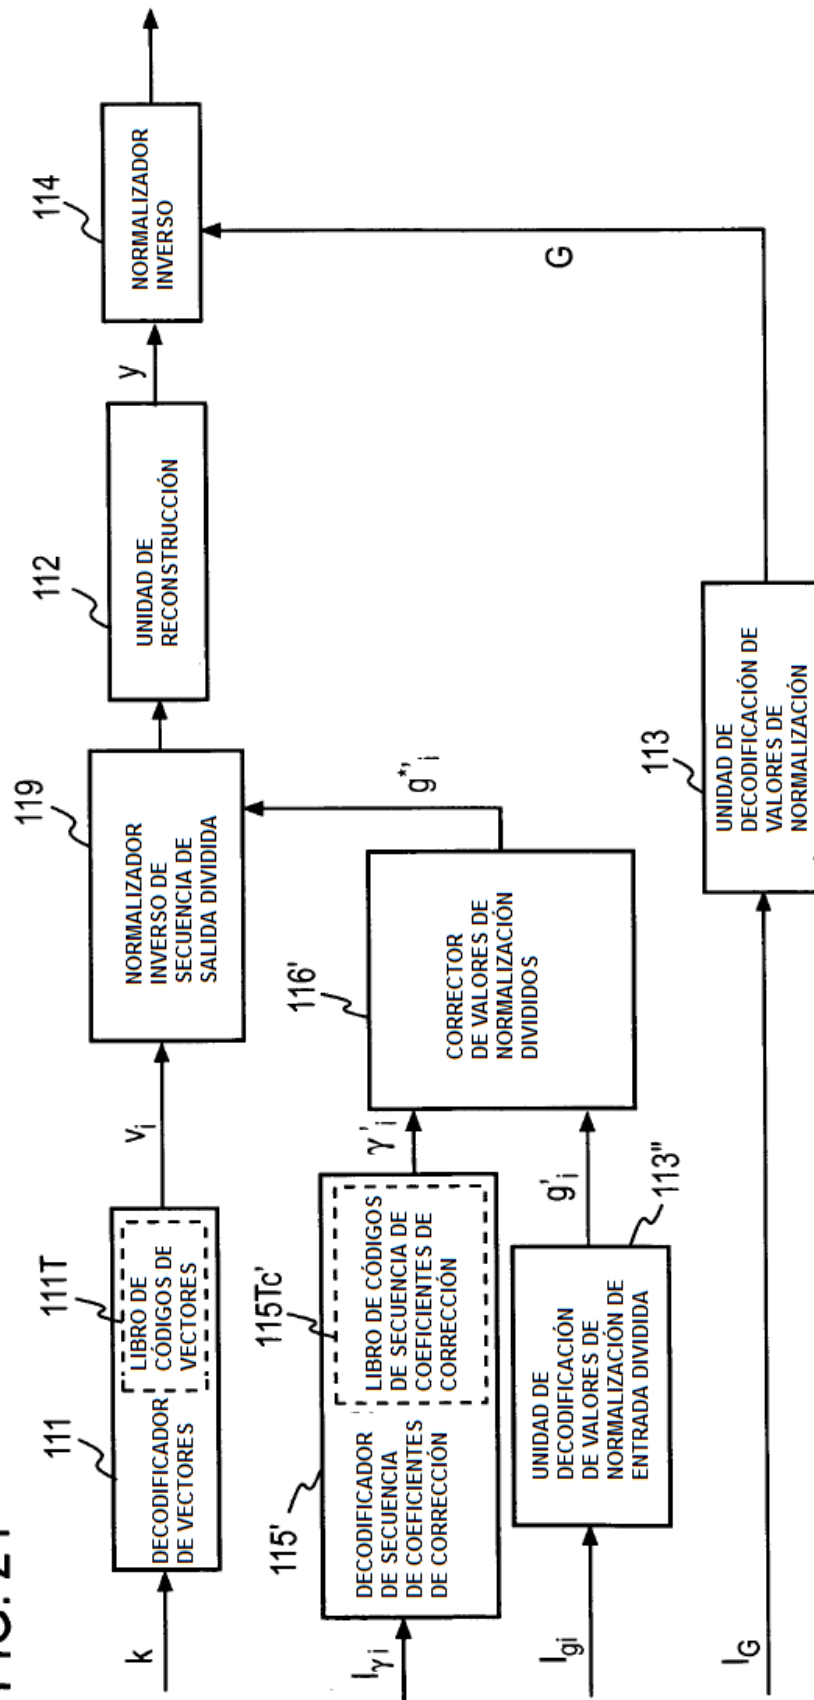 k
111
111T
DECODIFICADOR
DE VECTORES
LIBRO DE
CÓDIGOS DE
VECTORES
vᵢ
119
NORMALIZADOR
INVERSO DE
SECUENCIA DE
SALIDA DIVIDIDA
112
UNIDAD DE
RECONSTRUCCIÓN
y
114
NORMALIZADOR
INVERSO
Iγᵢ
115'
DECODIFICADOR
DE SECUENCIA
DE COEFICIENTES
DE CORRECCIÓN
115Tc'
LIBRO DE CÓDIGOS
DE SECUENCIA DE
COEFICIENTES DE
CORRECCIÓN
γ'ᵢ
116'
CORRECTOR
DE VALORES DE
NORMALIZACIÓN
DIVIDIDOS
g*'ᵢ
Igᵢ
UNIDAD DE
DECODIFICACIÓN
DE VALORES DE
NORMALIZACIÓN DE
ENTRADA DIVIDIDA
g'ᵢ
113"
I_G
113
UNIDAD DE
DECODIFICACIÓN DE
VALORES DE
NORMALIZACIÓN
G